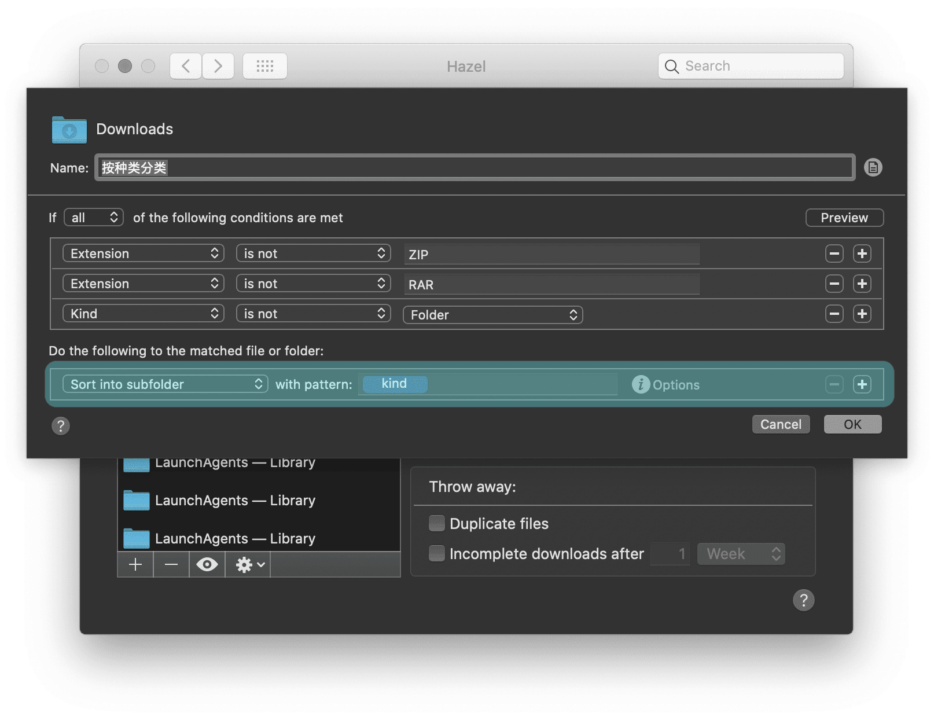 Hazel
Search
Downloads
Name: 按种类分类
If all of the following conditions are met Preview
Extension is not ZIP
Extension is not RAR
Kind is not Folder
Do the following to the matched file or folder:
Sort into subfolder with pattern: kind i Options
? Cancel OK
LaunchAgents — Library
LaunchAgents — Library
LaunchAgents — Library
Throw away:
Duplicate files
Incomplete downloads after 1 Week
?